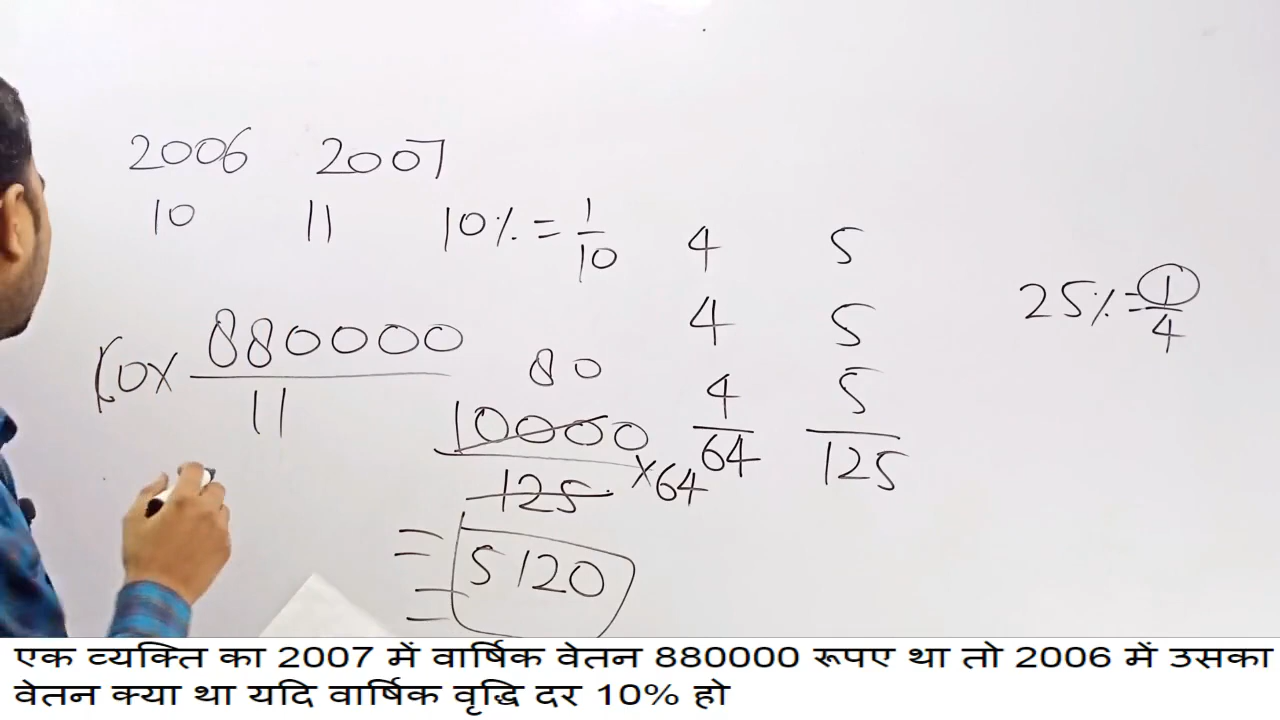 2006 2007
10 11 10% = 1/10
10 x 880000/11
4 5
4 5
4 5
64 125
25% = 1/4
80
10000/125 x 64
= 5120
=
एक व्यक्ति का 2007 में वार्षिक वेतन 880000 रूपए था तो 2006 में उसका
वेतन क्या था यदि वार्षिक वृद्धि दर 10% हो